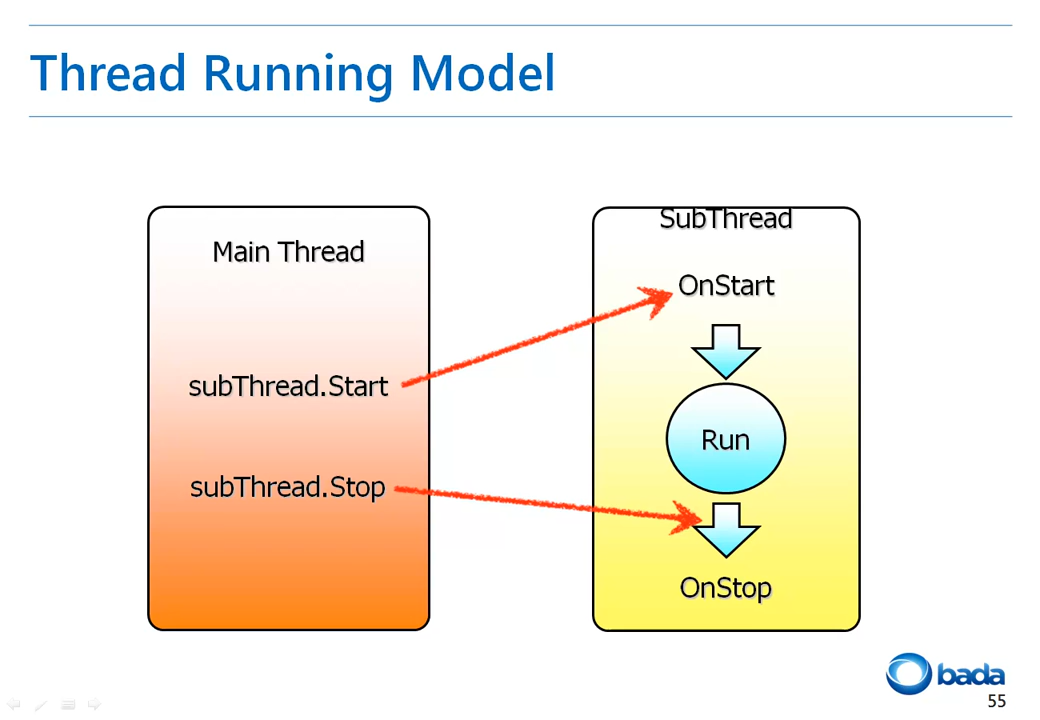 Thread Running Model
Main Thread
subThread.Start
subThread.Stop
SubThread
OnStart
Run
OnStop
bada
55